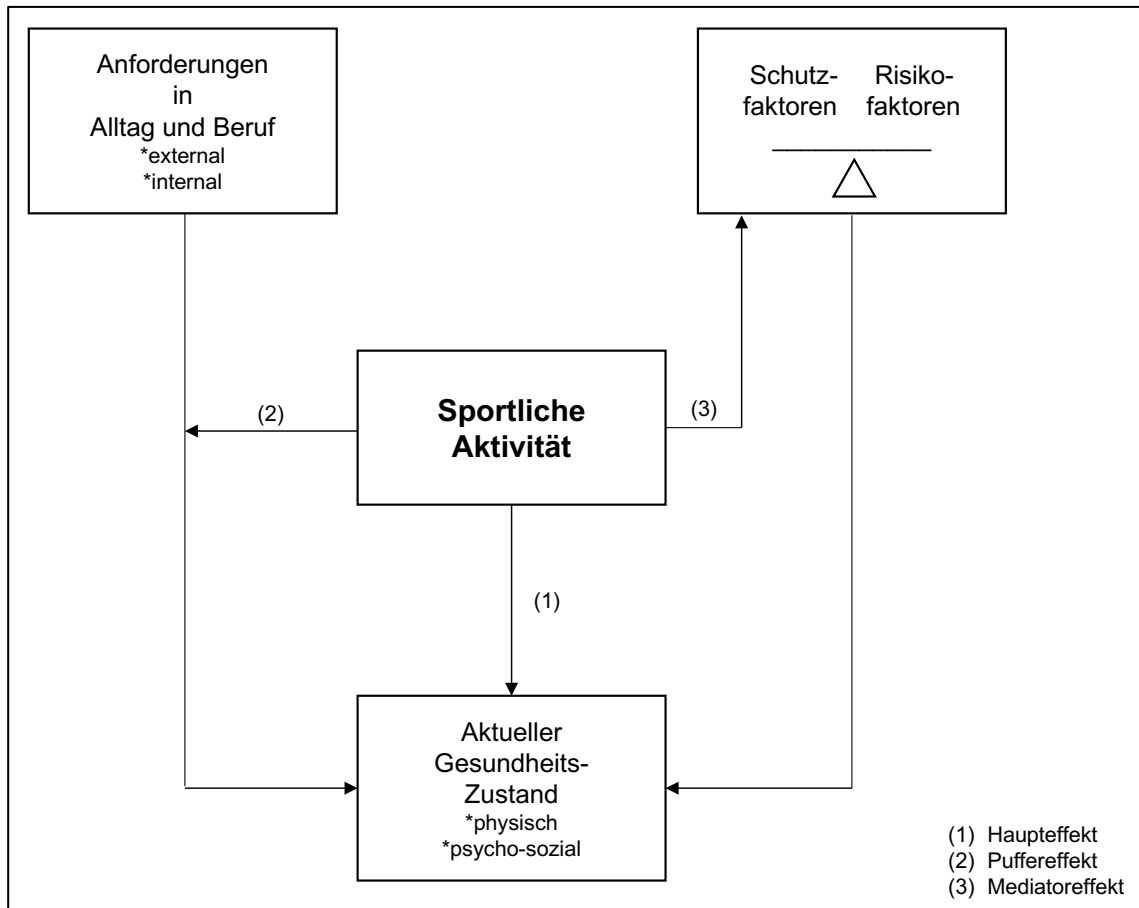 Anforderungen
in
Alltag und Beruf
*external
*internal
Schutz- Risiko-
faktoren faktoren
Sportliche
Aktivität
(2)
(3)
(1)
Aktueller
Gesundheits-
Zustand
*physisch
*psycho-sozial
(1) Haupteffekt
(2) Puffereffekt
(3) Mediatoreffekt